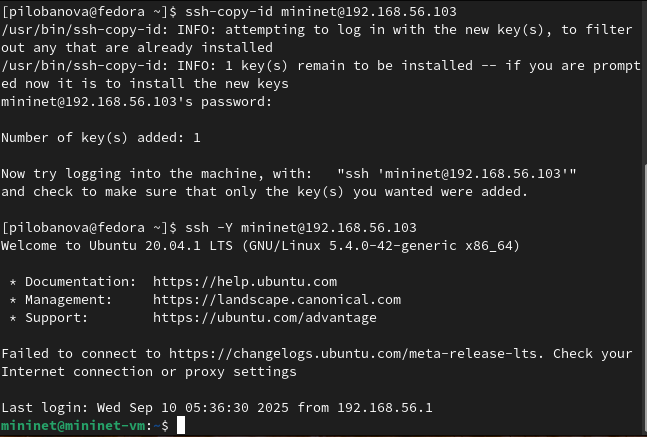 [pilobanova@fedora ~]$ ssh-copy-id mininet@192.168.56.103
/usr/bin/ssh-copy-id: INFO: attempting to log in with the new key(s), to filter
out any that are already installed
/usr/bin/ssh-copy-id: INFO: 1 key(s) remain to be installed -- if you are prompt
ed now it is to install the new keys
mininet@192.168.56.103's password:
Number of key(s) added: 1
Now try logging into the machine, with:   "ssh 'mininet@192.168.56.103'"
and check to make sure that only the key(s) you wanted were added.
[pilobanova@fedora ~]$ ssh -Y mininet@192.168.56.103
Welcome to Ubuntu 20.04.1 LTS (GNU/Linux 5.4.0-42-generic x86_64)
 * Documentation:  https://help.ubuntu.com
 * Management:     https://landscape.canonical.com
 * Support:        https://ubuntu.com/advantage
Failed to connect to https://changelogs.ubuntu.com/meta-release-lts. Check your
Internet connection or proxy settings
Last login: Wed Sep 10 05:36:30 2025 from 192.168.56.1
mininet@mininet-vm:~$